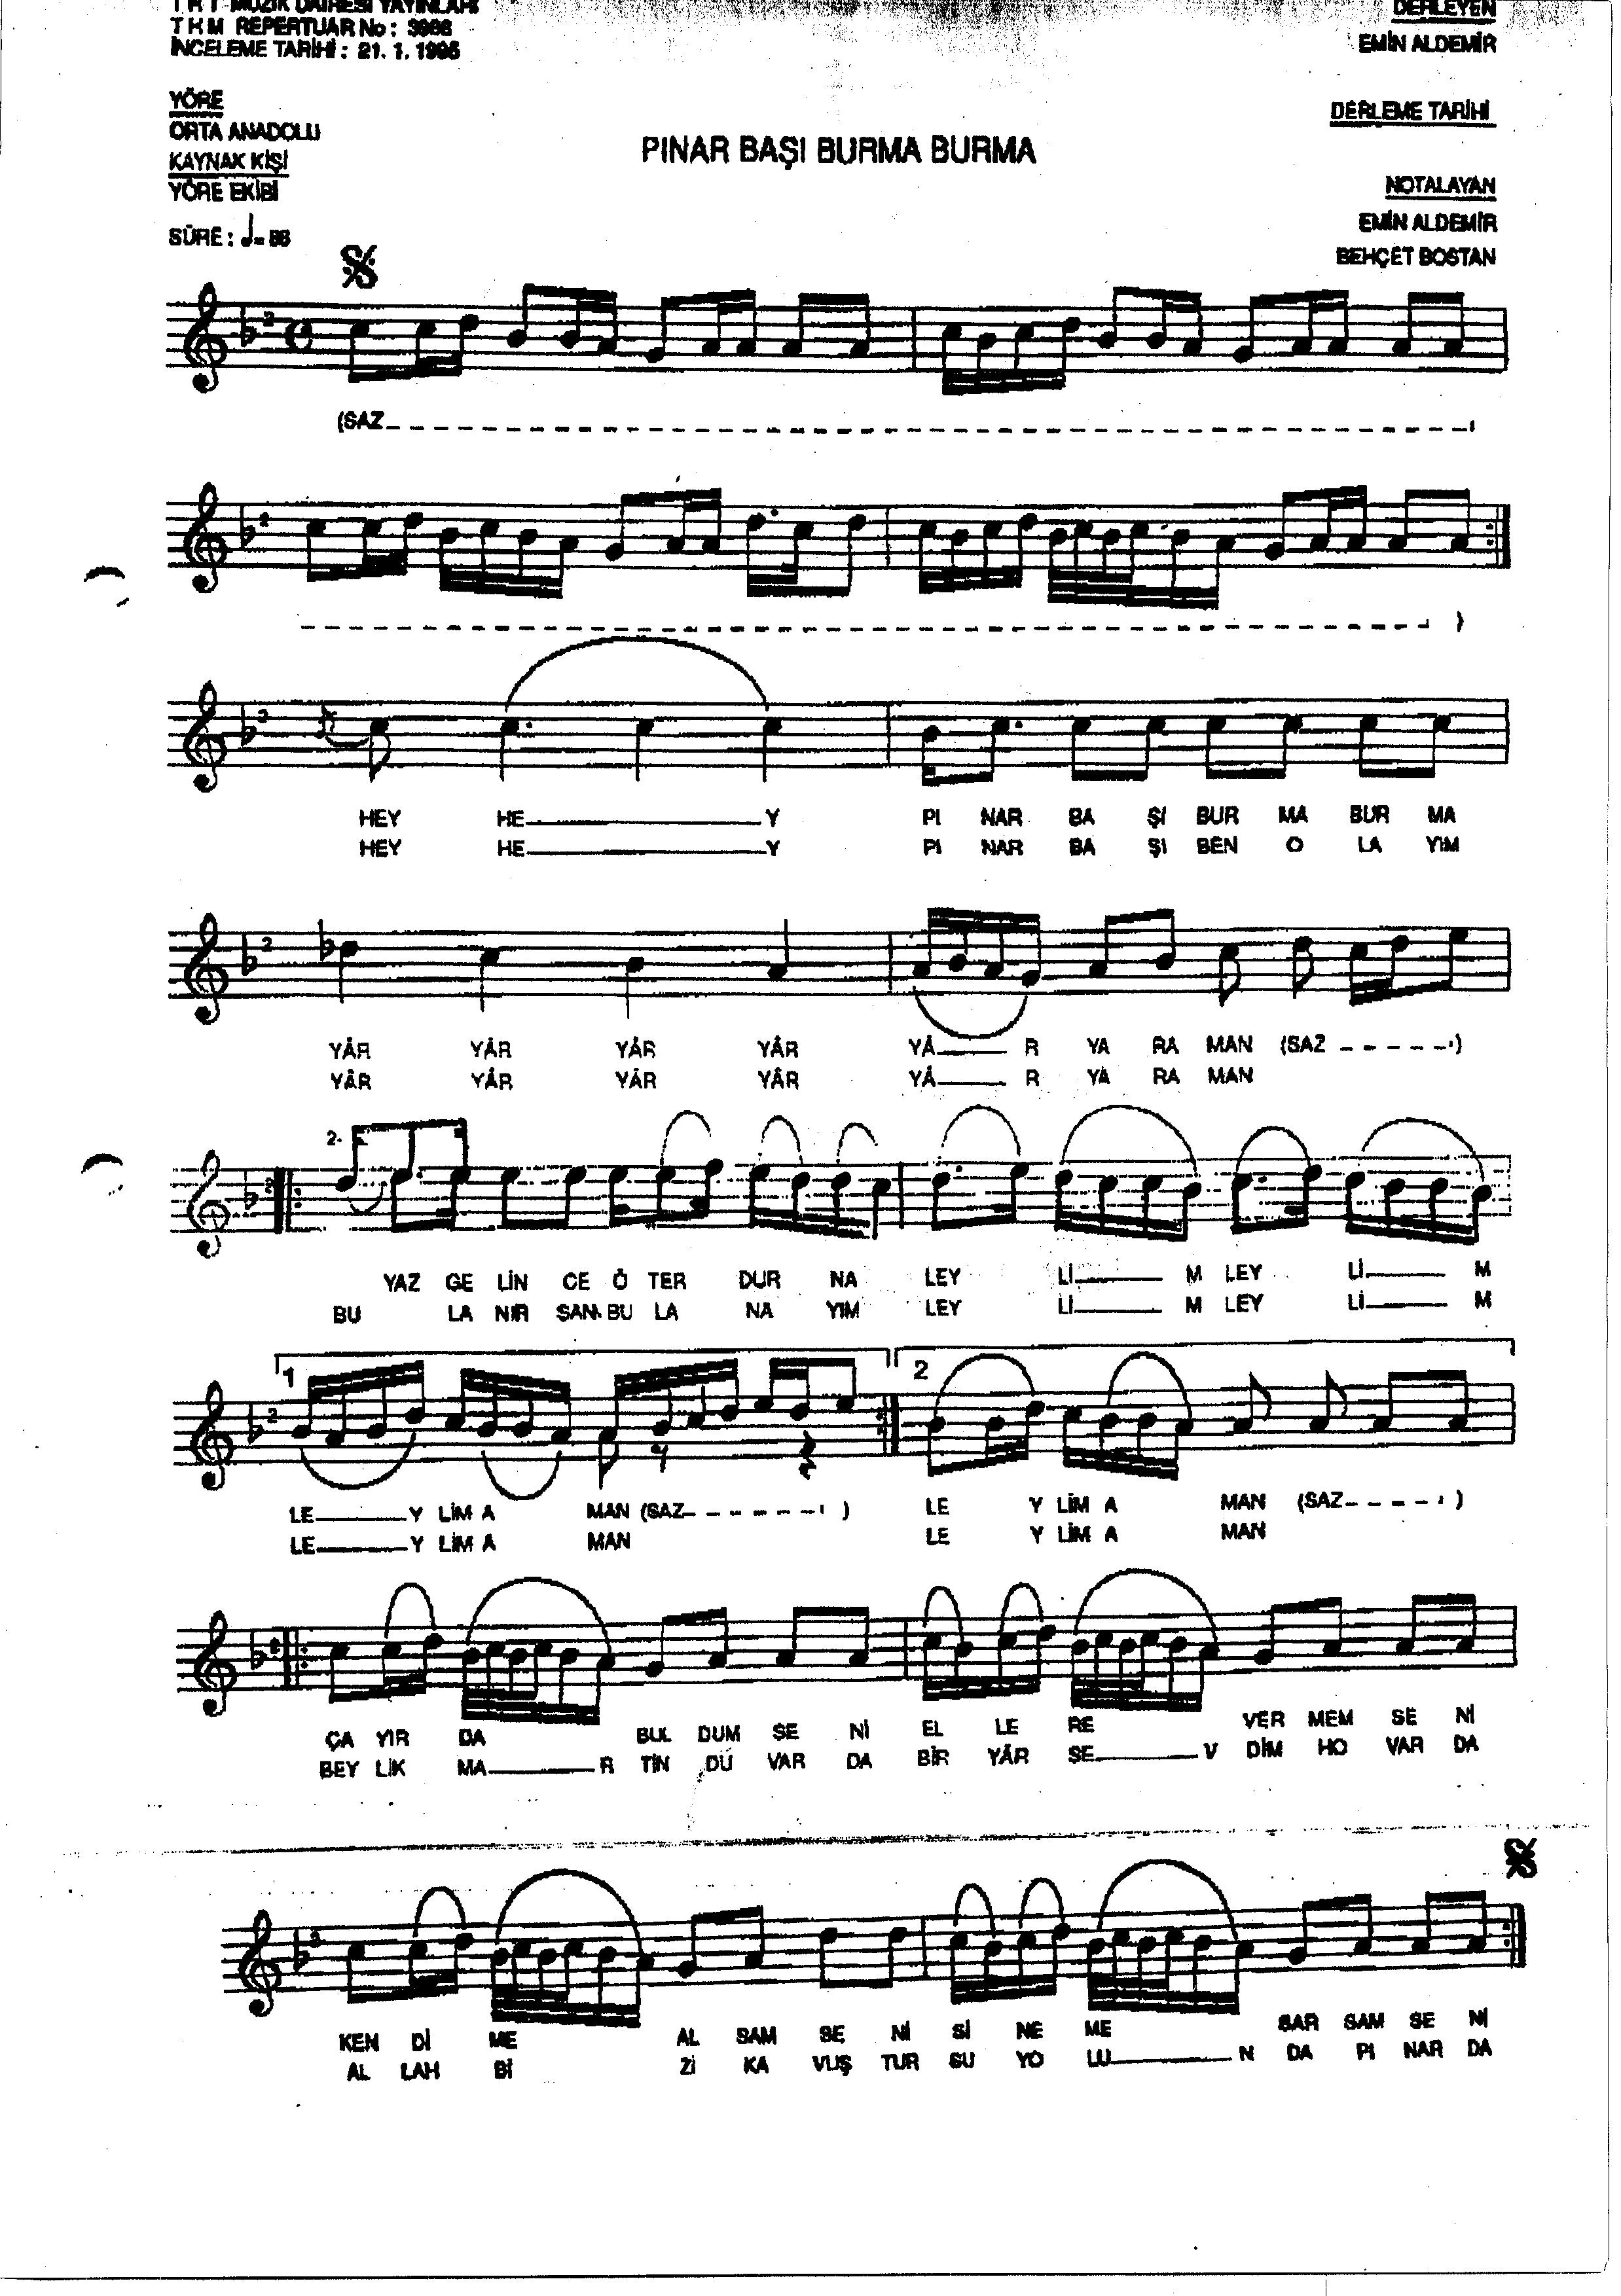 T R T MÜZİK DAİRESİ YAYINLARI
T H M REPERTUAR No :
İNCELEME TARİHİ : 21. 1. 1995
YÖRE
ORTA ANADOLU
KAYNAK KİŞİ
YÖRE EKİBİ
SÜRE :
DERLEYEN
EMİN ALDEMİR
DERLEME TARİHİ
NOTALAYAN
EMİN ALDEMİR
BEHÇET BOSTAN
PINAR BAŞI BURMA BURMA
(SAZ
)
HEY HE Y PI NAR BA ŞI BUR MA BUR MA
HEY HE Y PI NAR BA ŞI BEN O LA YIM
YÂR YÂR YÂR YÂR YÂ R YA RA MAN (SAZ )
YÂR YÂR YÂR YÂR YÂ R YA RA MAN
2.
YAZ GE LİN CE Ö TER DUR NA LEY Lİ M LEY Lİ M
BU LA NIR SAN BU LA NA YIM LEY Lİ M LEY Lİ M
1 2
LE Y LİM A MAN (SAZ ) LE Y LİM A MAN (SAZ )
LE Y LİM A MAN LE Y LİM A MAN
ÇA YIR DA BUL DUM SE Nİ EL LE RE VER MEM SE Nİ
BEY LİK MA R TİN DÜ VAR DA BİR YÂR SE V DİM HO VAR DA
KEN Dİ ME AL SAM SE Nİ Sİ NE ME SAR SAM SE Nİ
AL LAH Bİ Zİ KA VUŞ TUR SU YO LU N DA PI NAR DA